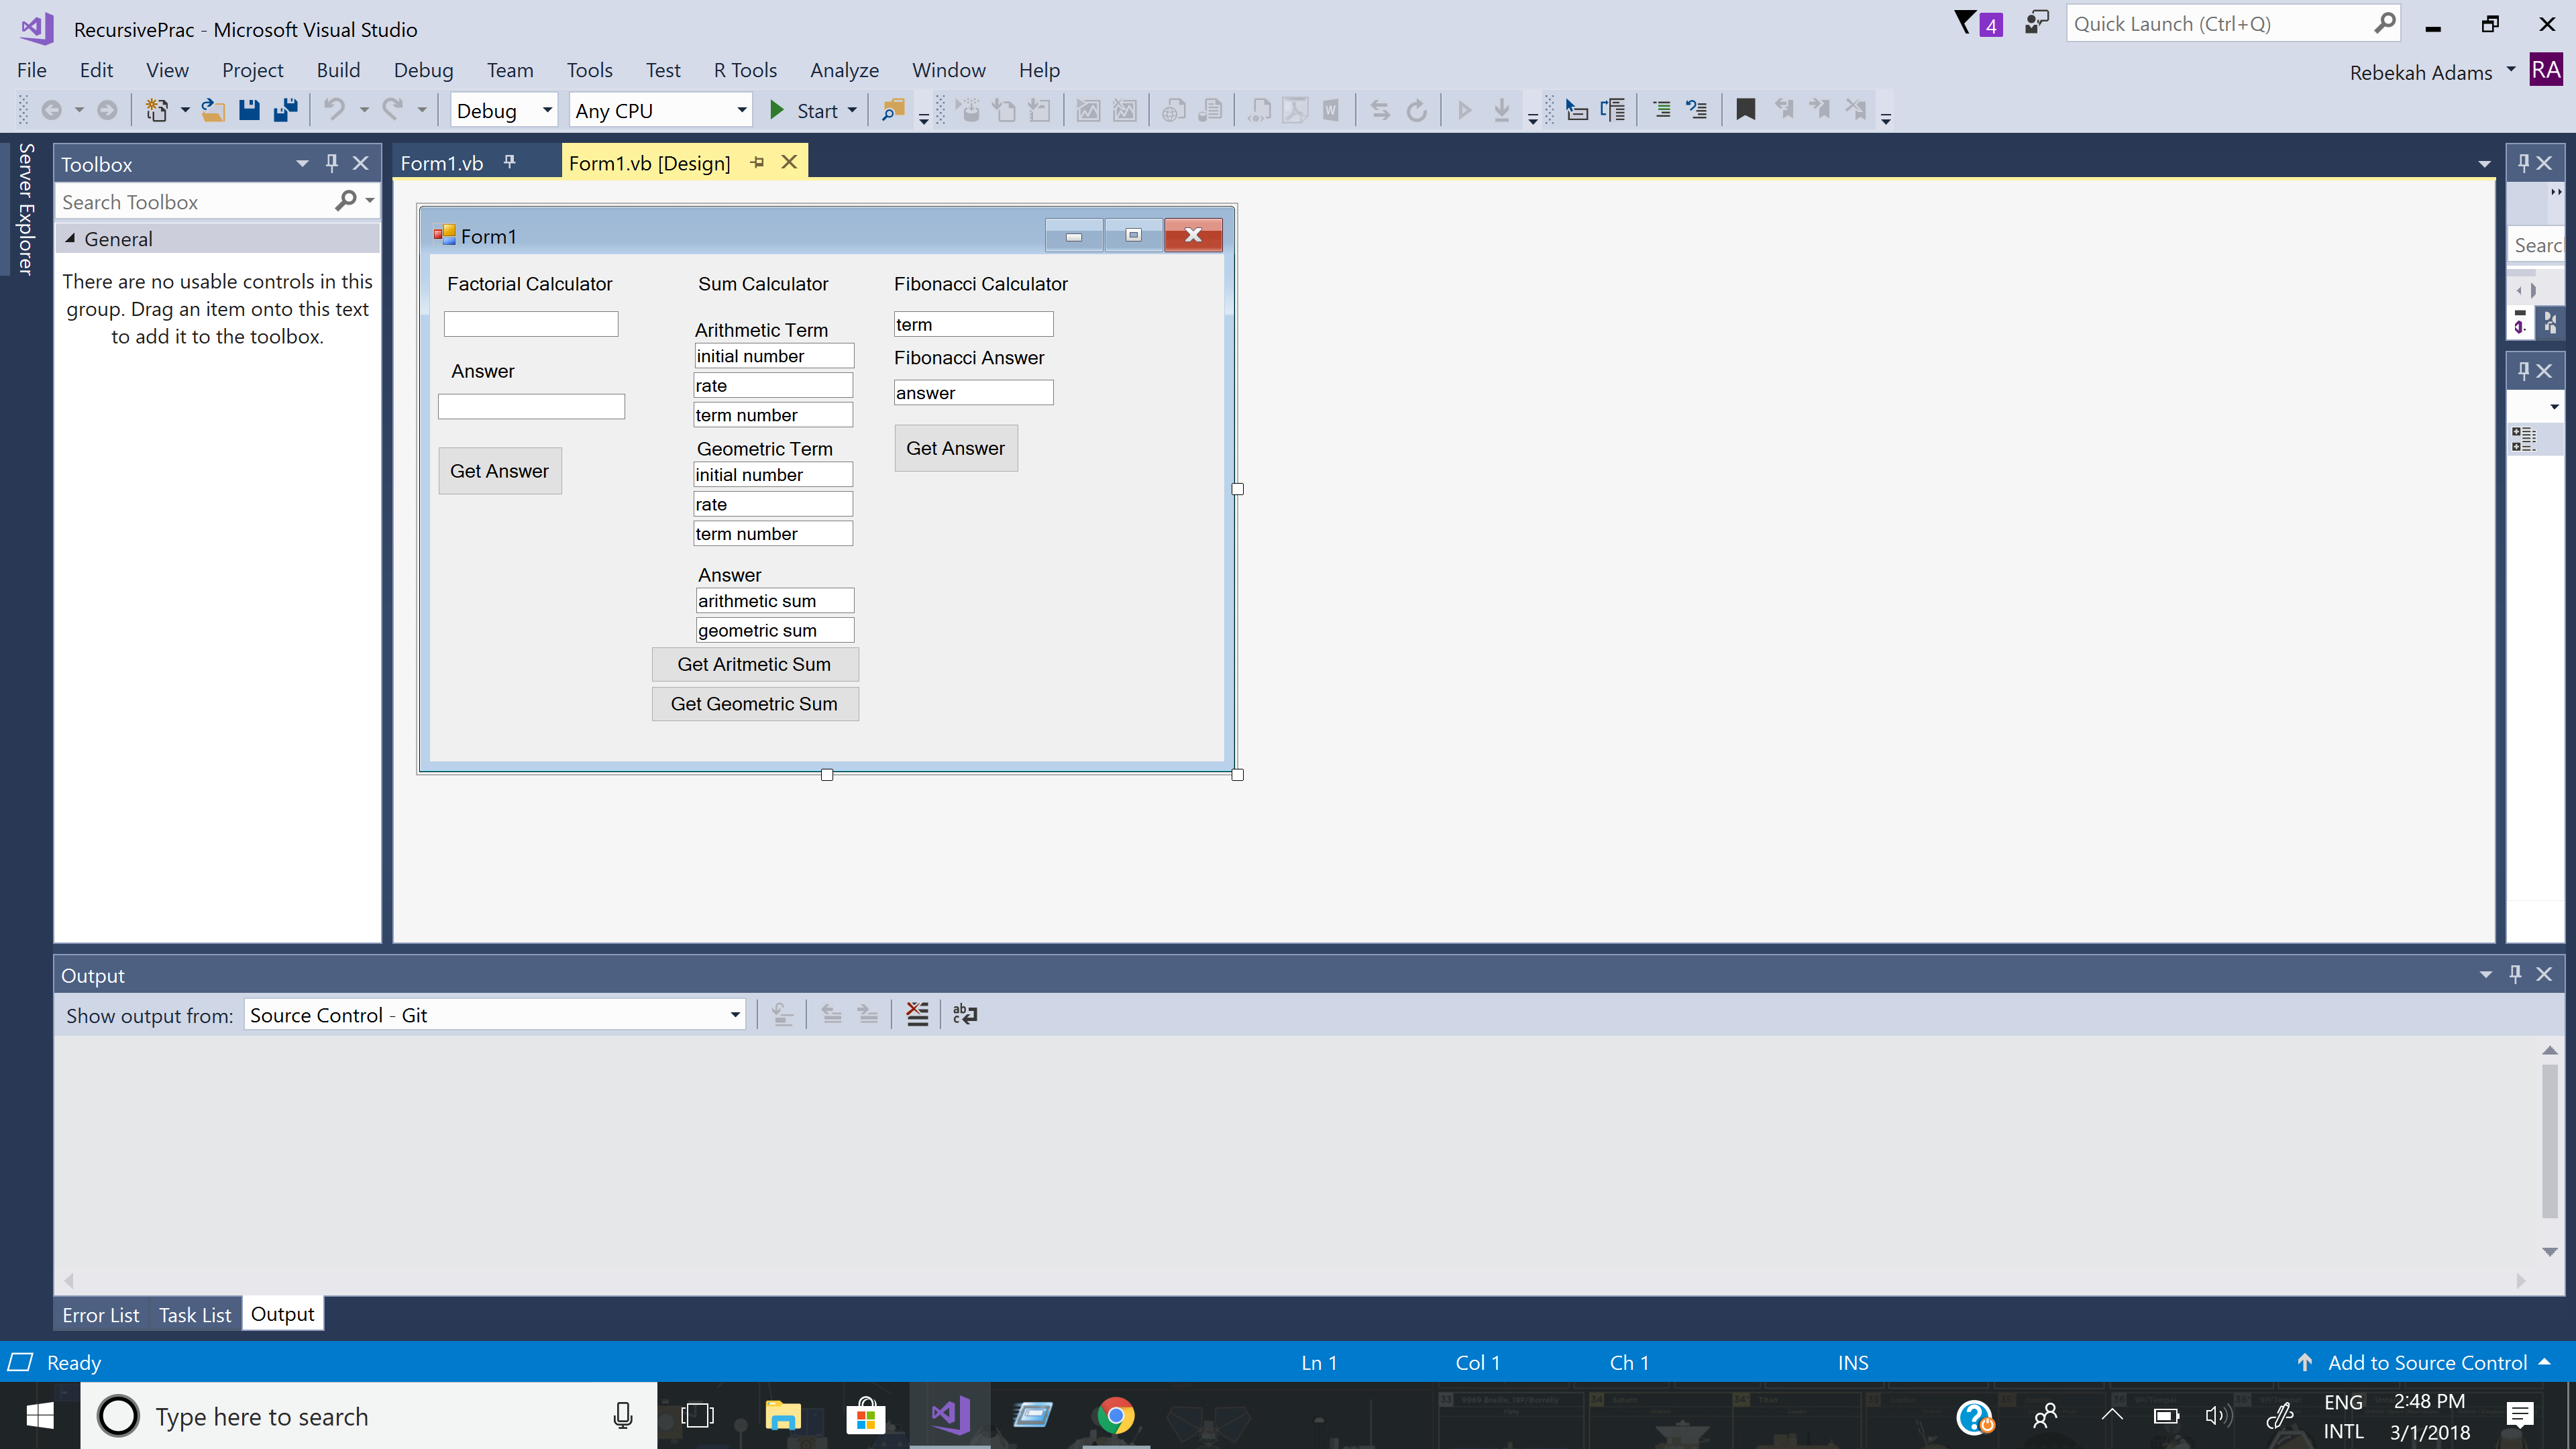 RecursivePrac - Microsoft Visual Studio
4
Quick Launch (Ctrl+Q)
File Edit View Project Build Debug Team Tools Test R Tools Analyze Window Help
Rebekah Adams RA
Debug Any CPU Start
Server Explorer
Toolbox
Search Toolbox
General
There are no usable controls in this
group. Drag an item onto this text
to add it to the toolbox.
Form1.vb
Form1.vb [Design]
Form1
Factorial Calculator
Answer
Get Answer
Sum Calculator
Arithmetic Term
initial number
rate
term number
Geometric Term
initial number
rate
term number
Answer
arithmetic sum
geometric sum
Get Aritmetic Sum
Get Geometric Sum
Fibonacci Calculator
term
Fibonacci Answer
answer
Get Answer
Searc
Output
Show output from: Source Control - Git
Error List Task List Output
Ready
Ln 1 Col 1 Ch 1 INS
Add to Source Control
Type here to search
ENG
INTL
2:48 PM
3/1/2018